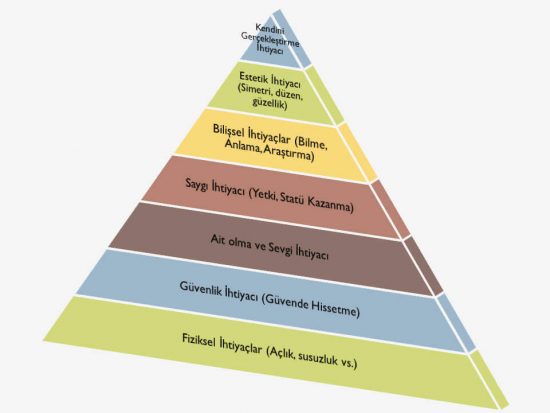 Kendini
Gerçekleştirme
İhtiyacı
Estetik İhtiyacı
(Simetri, düzen,
güzellik)
Bilişsel İhtiyaçlar (Bilme,
Anlama, Araştırma)
Saygı İhtiyacı (Yetki, Statü Kazanma)
Ait olma ve Sevgi İhtiyacı
Güvenlik İhtiyacı (Güvende Hissetme)
Fiziksel İhtiyaçlar (Açlık, susuzluk vs.)